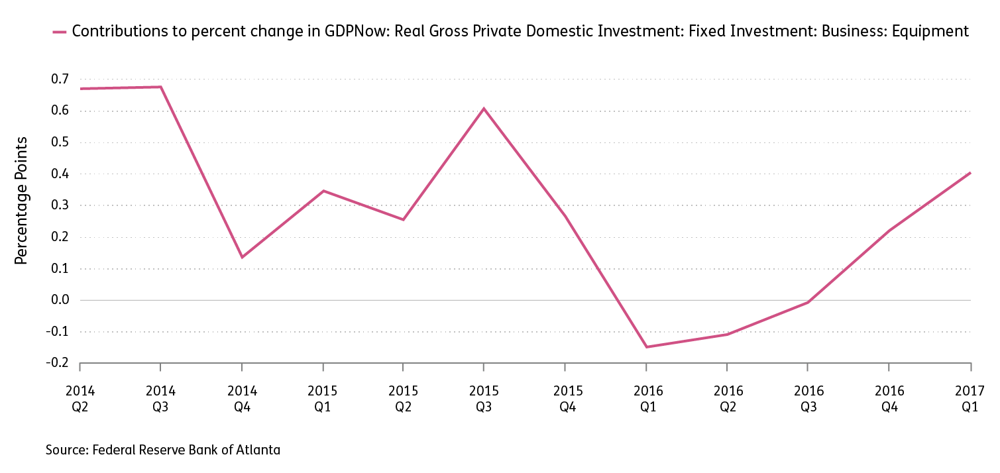 Contributions to percent change in GDPNow: Real Gross Private Domestic Investment: Fixed Investment: Business: Equipment
Percentage Points
0.7
0.6
0.5
0.4
0.3
0.2
0.1
0.0
-0.1
-0.2
2014 2014 2014 2015 2015 2015 2015 2016 2016 2016 2016 2017
Q2 Q3 Q4 Q1 Q2 Q3 Q4 Q1 Q2 Q3 Q4 Q1
Source: Federal Reserve Bank of Atlanta